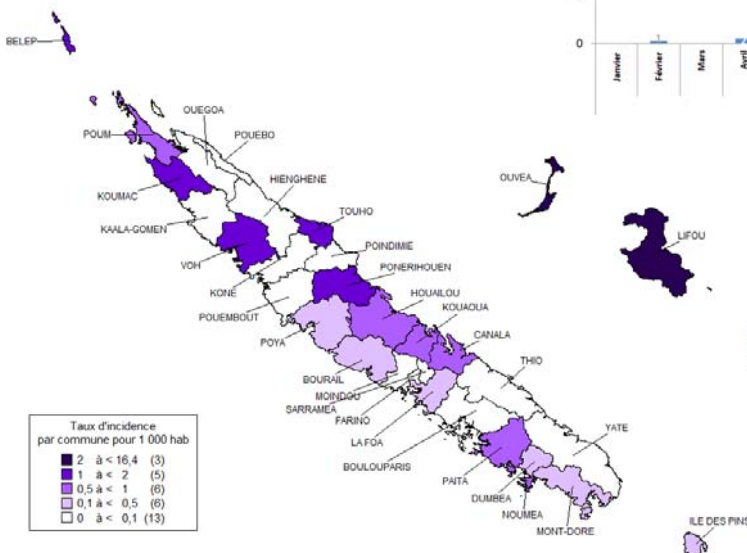 0
Janvier
Février
Mars
Avril
BELEP
OUEGOA
POUM
POUEBO
HIENGHENE
OUVEA
KOUMAC
TOUHO
KAALA-GOMEN
LIFOU
POINDIMIE
VOH
PONERIHOUEN
KONE
HOUAILOU
POUEMBOUT
KOUAOUA
POYA
CANALA
THIO
BOURAIL
MOINDOU
SARRAMEA
FARINO
YATE
LA FOA
BOULOUPARIS
PAITA
DUMBEA
NOUMEA
MONT-DORE
ILE DES PINS
Taux d'incidence
par commune pour 1 000 hab
2 à < 16,4 (3)
1 à < 2 (5)
0,5 à < 1 (6)
0,1 à < 0,5 (6)
0 à < 0,1 (13)